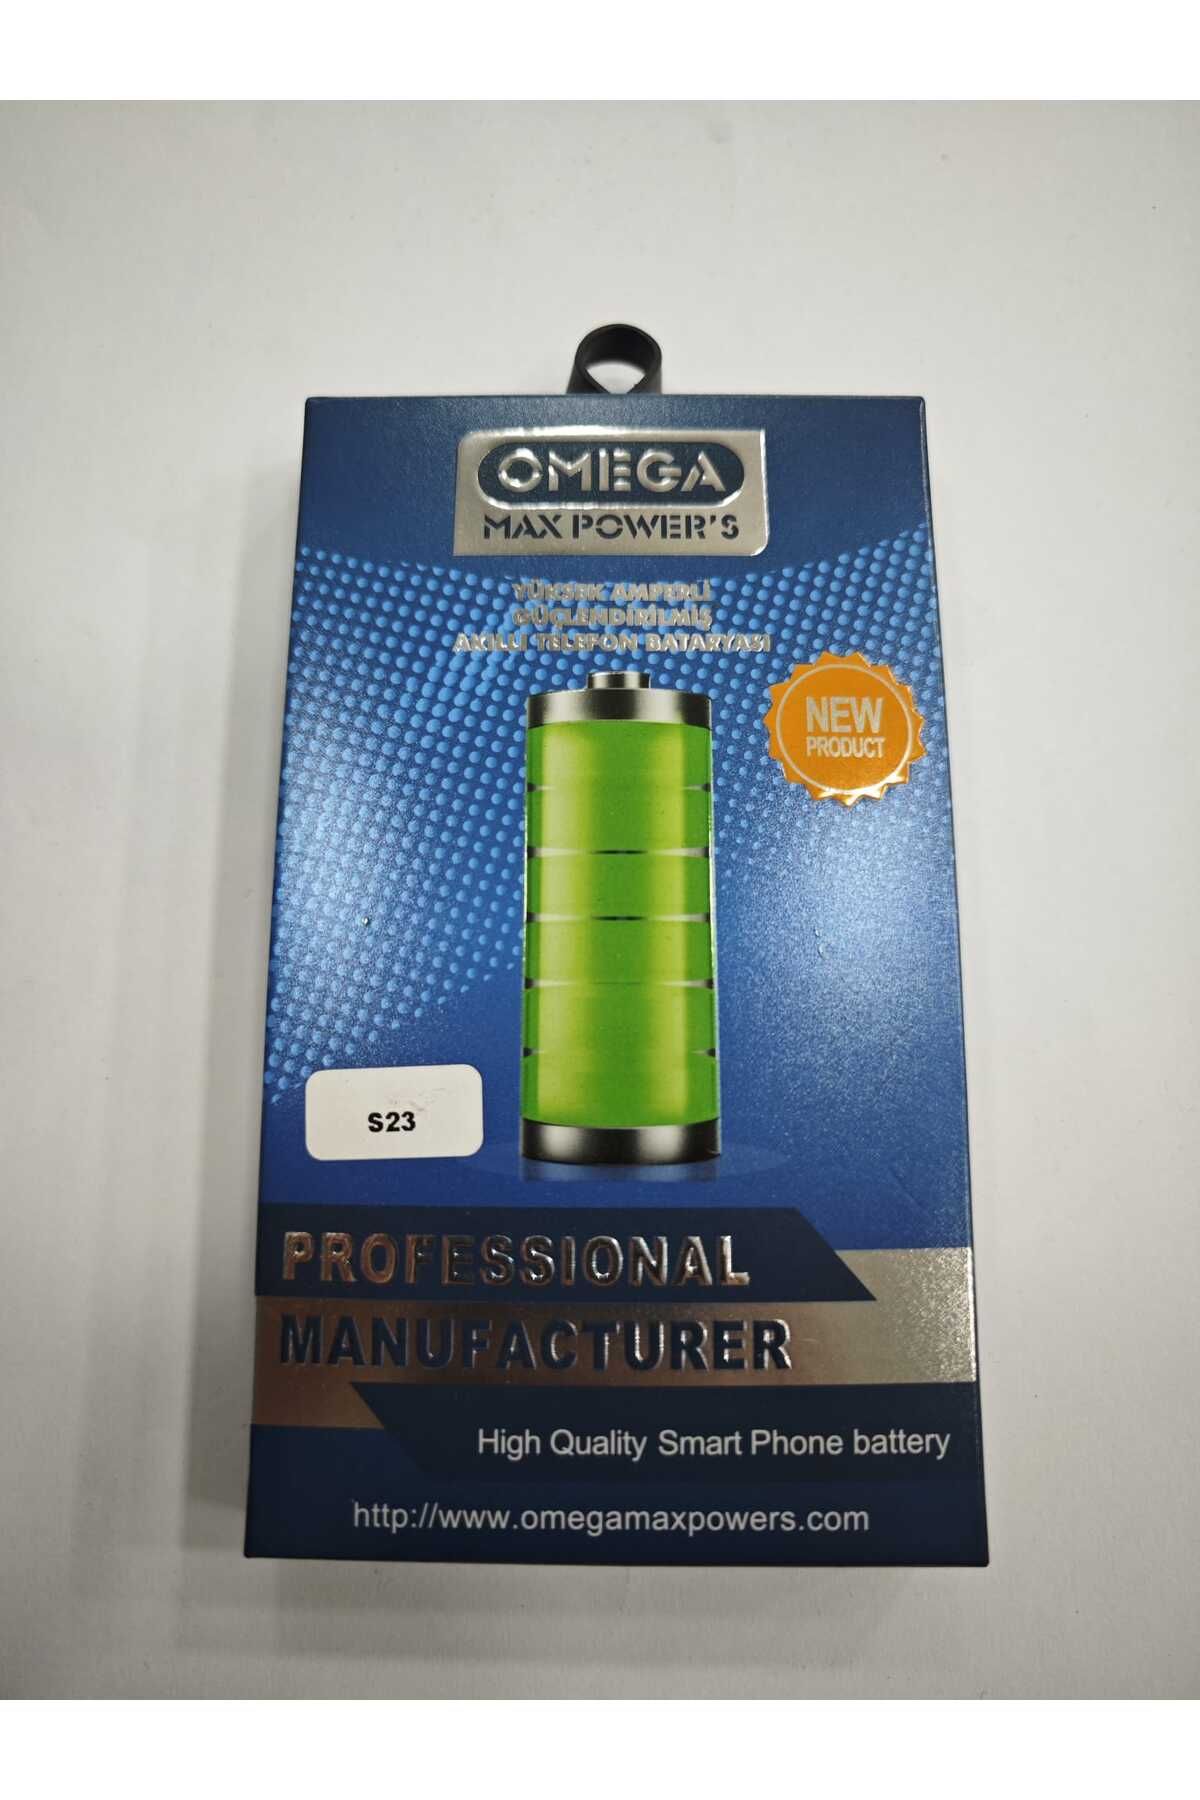 OMEGA
MAX POWER'S
YÜKSEK AMPERLİ
GÜÇLENDİRİLMİŞ
AKILLI TELEFON BATARYASI
NEW
PRODUCT
S23
PROFESSIONAL
MANUFACTURER
High Quality Smart Phone battery
http://www.omegamaxpowers.com